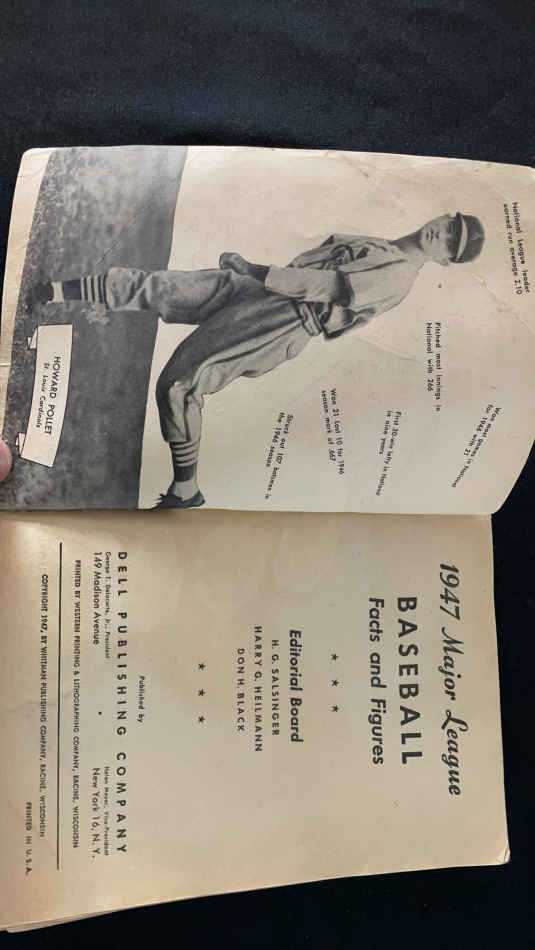 National League leader
earned run average 2.10
Pitched most innings in
National with 266
Won most games in National
for 1946 with 21
First 20-win lefty in National
in nine years
Won 21 Lost 10 for 1946
season mark of .667
Struck out 107 batsmen in
the 1946 season
HOWARD POLLET
St. Louis Cardinals
1947 Major League
BASEBALL
Facts and Figures
★ ★ ★
Editorial Board
H. G. SALSINGER
HARRY G. HEILMANN
DON H. BLACK
★ ★ ★
Published by
DELL PUBLISHING COMPANY
George T. Delacorte, Jr., President Helen Meyer, Vice-President
149 Madison Avenue • New York 16, N. Y.
PRINTED BY WESTERN PRINTING & LITHOGRAPHING COMPANY, RACINE, WISCONSIN
COPYRIGHT 1947, BY WHITMAN PUBLISHING COMPANY, RACINE, WISCONSIN
PRINTED IN U. S. A.